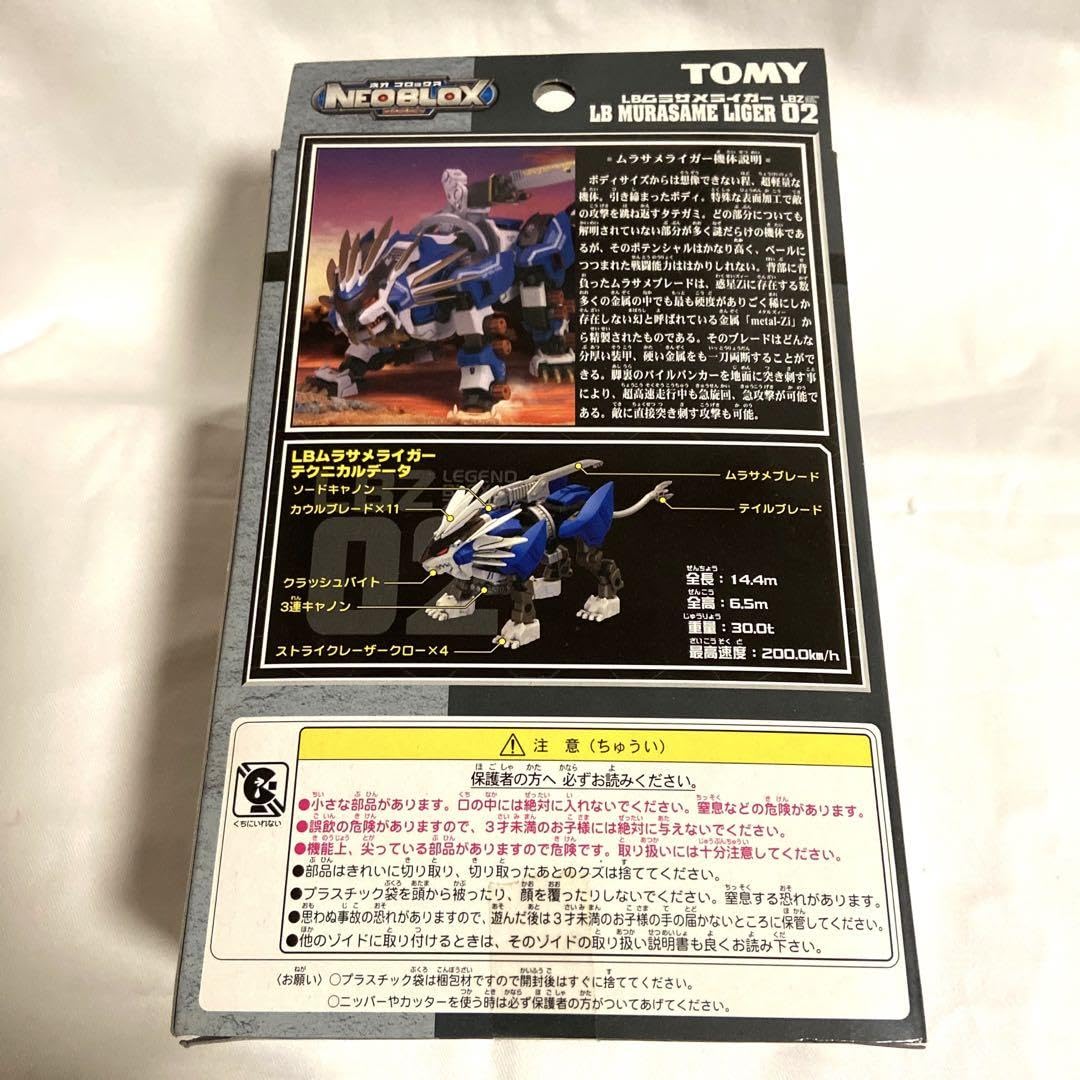 ネオ ブロックス
NEOBLOX
TOMY
LBムラサメライガー LBZ
LB MURASAME LIGER 02
ムラサメライガー機体説明
ボディサイズからは想像できない程、超軽量な
機体。引き締まったボディ。特殊な表面加工で敵
の攻撃を跳ね返すタテガミ。どの部分についても
解明されていない部分が多く謎だらけの機体であ
るが、そのポテンシャルはかなり高く、ベールに
つつまれた戦闘能力ははかりしれない。背部に背
負ったムラサメブレードは、惑星Ziに存在する数
多くの金属の中でも最も硬度がありごく稀にしか
存在しない幻と呼ばれている金属「metal-Zi」か
ら精製されたものである。そのブレードはどんな
分厚い装甲、硬い金属をも一刀両断することがで
きる。脚裏のパイルバンカーを地面に突き刺す事
により、超高速走行中も急旋回、急攻撃が可能で
ある。敵に直接突き刺す攻撃も可能。
LBムラサメライガー
テクニカルデータ
LBZ LEGEND
02
ソードキャノン
カウルブレード×11
クラッシュバイト
3連キャノン
ストライクレーザークロー×4
ムラサメブレード
テイルブレード
全長：14.4m
全高：6.5m
重量：30.0t
最高速度：200.0km/h
くちにいれない
注 意（ちゅうい）
保護者の方へ 必ずお読みください。
●小さな部品があります。口の中には絶対に入れないでください。窒息などの危険があります。
●誤飲の危険がありますので、3才未満のお子様には絶対に与えないでください。
●機能上、尖っている部品がありますので危険です。取り扱いには十分注意してください。
●部品はきれいに切り取り、切り取ったあとのクズは捨ててください。
●プラスチック袋を頭から被ったり、顔を覆ったりしないでください。窒息する恐れがあります。
●思わぬ事故の恐れがありますので、遊んだ後は3才未満のお子様の手の届かないところに保管してください。
●他のゾイドに取り付けるときは、そのゾイドの取り扱い説明書も良くお読み下さい。
〈お願い〉○プラスチック袋は梱包材ですので開封後はすぐに捨ててください。
○ニッパーやカッターを使う時は必ず保護者の方がついてあげてください。